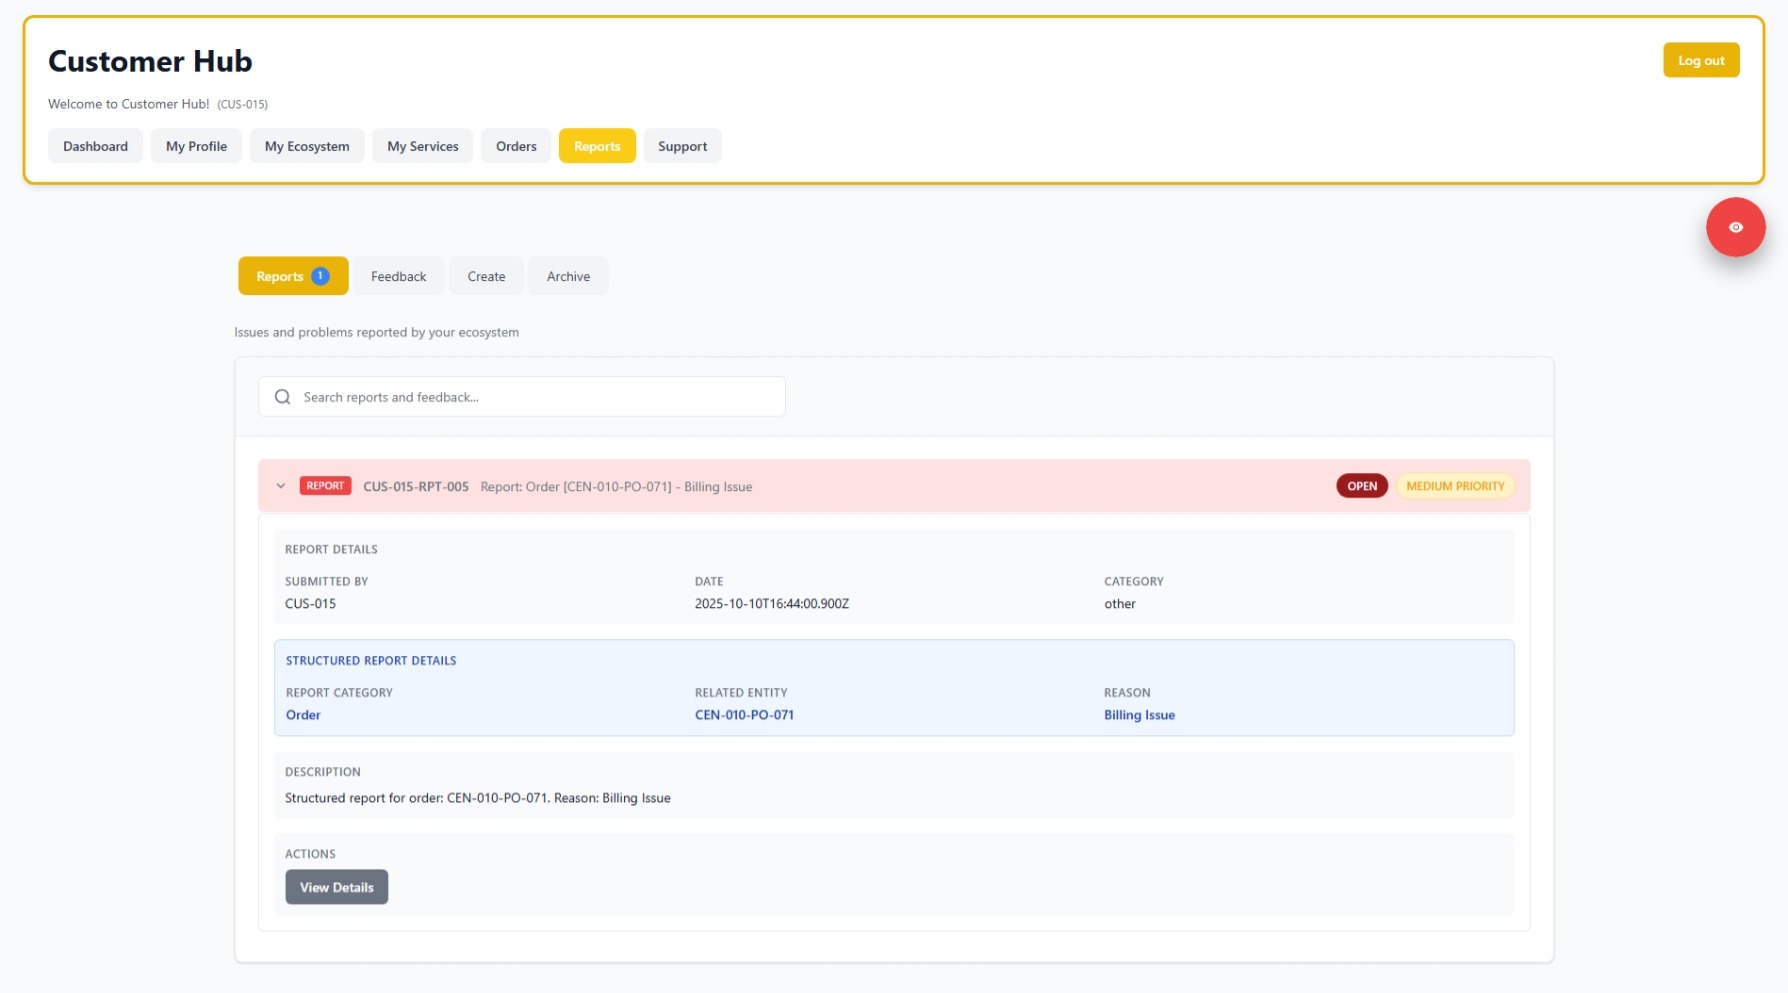 Customer Hub
Log out
Welcome to Customer Hub! (CUS-015)
Dashboard My Profile My Ecosystem My Services Orders Reports Support
Reports 1 Feedback Create Archive
Issues and problems reported by your ecosystem
Search reports and feedback...
REPORT CUS-015-RPT-005 Report: Order [CEN-010-PO-071] - Billing Issue OPEN MEDIUM PRIORITY
REPORT DETAILS
SUBMITTED BY DATE CATEGORY
CUS-015 2025-10-10T16:44:00.900Z other
STRUCTURED REPORT DETAILS
REPORT CATEGORY RELATED ENTITY REASON
Order CEN-010-PO-071 Billing Issue
DESCRIPTION
Structured report for order: CEN-010-PO-071. Reason: Billing Issue
ACTIONS
View Details